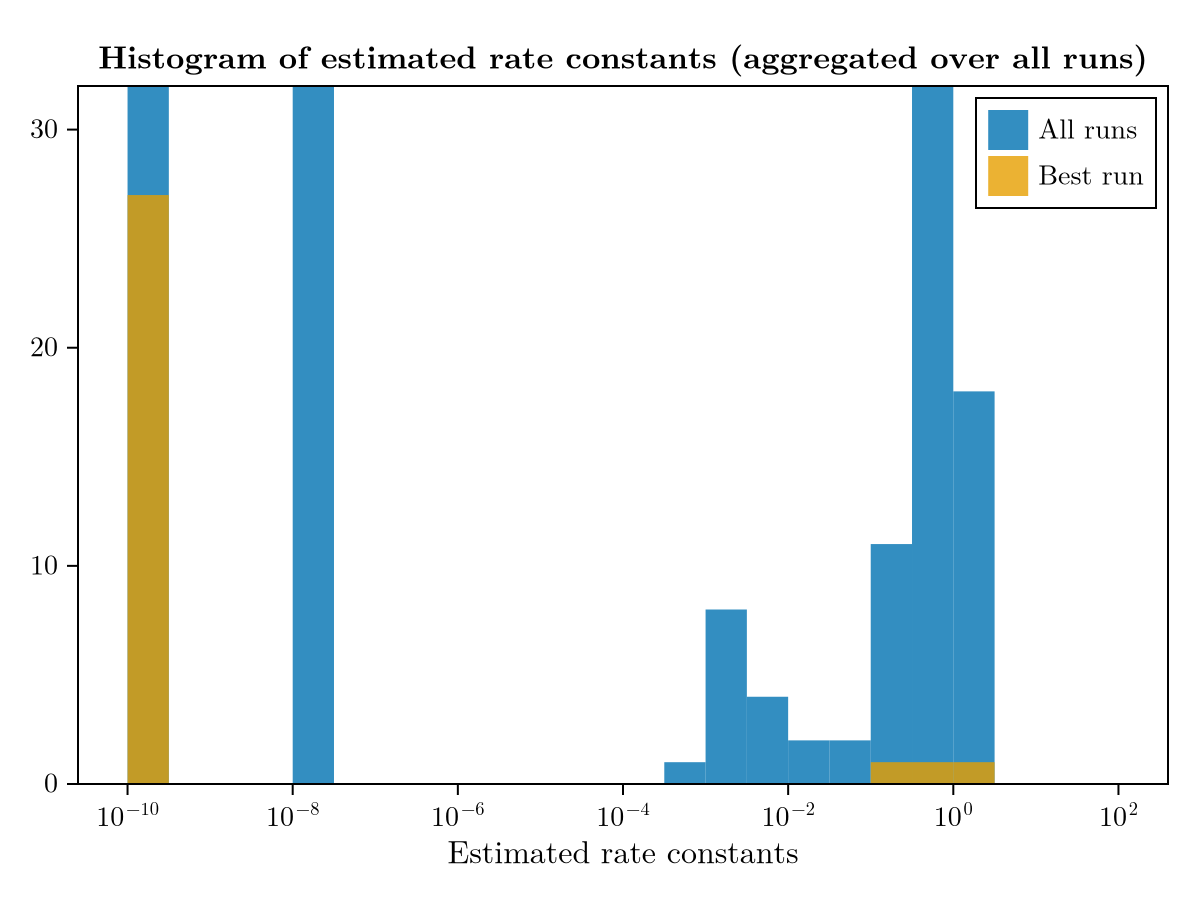 Histogram of estimated rate constants (aggregated over all runs)
All runs
Best run
30
20
10
0
10⁻¹⁰ 10⁻⁸ 10⁻⁶ 10⁻⁴ 10⁻² 10⁰ 10²
Estimated rate constants